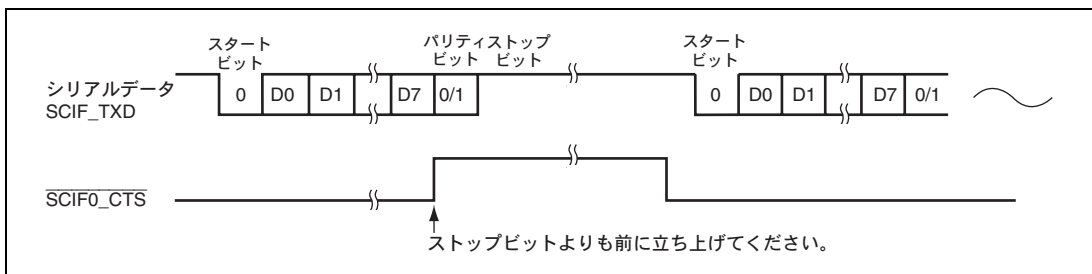 スタート
ビット
パリティ ストップ
ビット ビット
スタート
ビット
シリアルデータ
SCIF_TXD
0 D0 D1 D7 0/1
0 D0 D1 D7 0/1
SCIF0_CTS
ストップビットよりも前に立ち上げてください。